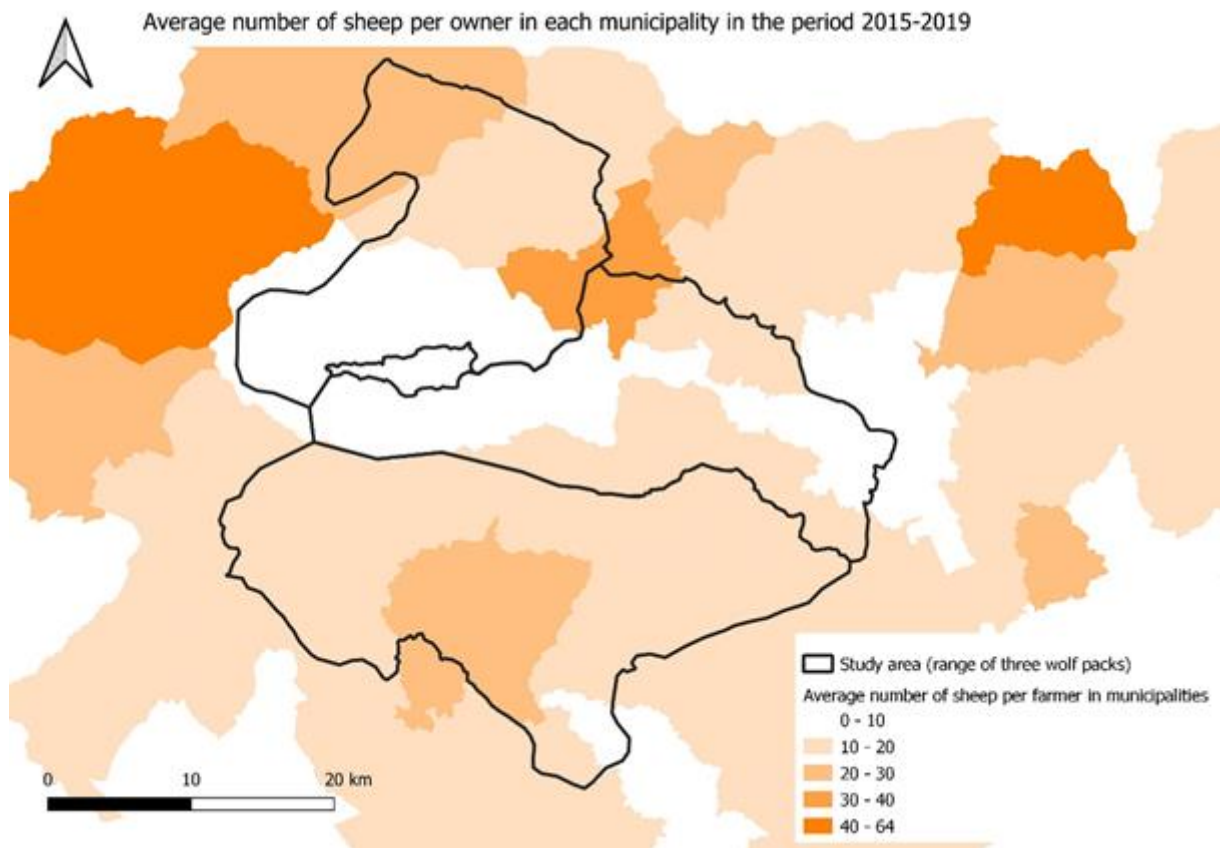 Average number of sheep per owner in each municipality in the period 2015-2019
Study area (range of three wolf packs)
Average number of sheep per farmer in municipalities
0 - 10
10 - 20
20 - 30
30 - 40
40 - 64
0 10 20 km